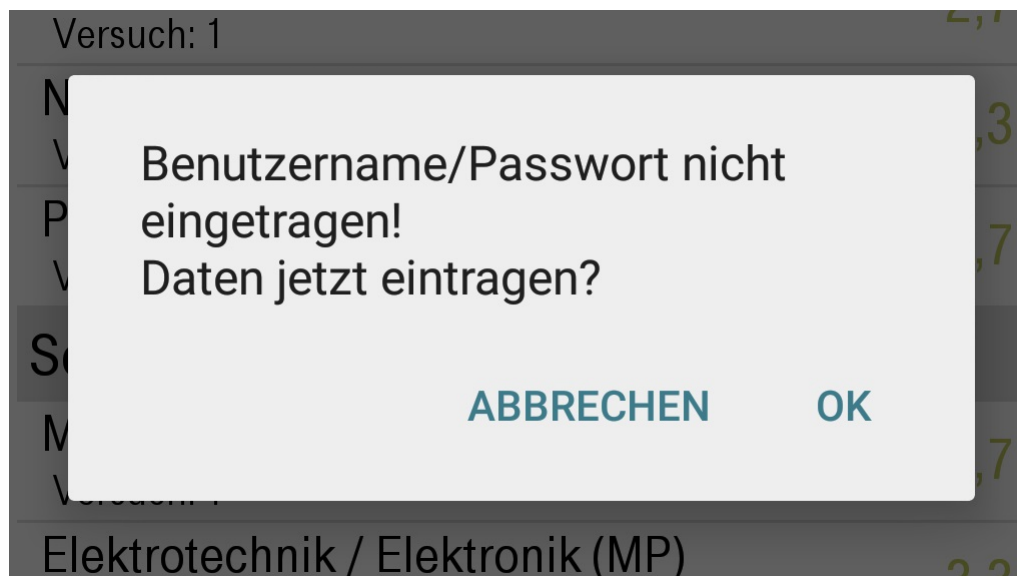 Versuch: 1
Benutzername/Passwort nicht
eingetragen!
Daten jetzt eintragen?
ABBRECHEN OK
Elektrotechnik / Elektronik (MP)